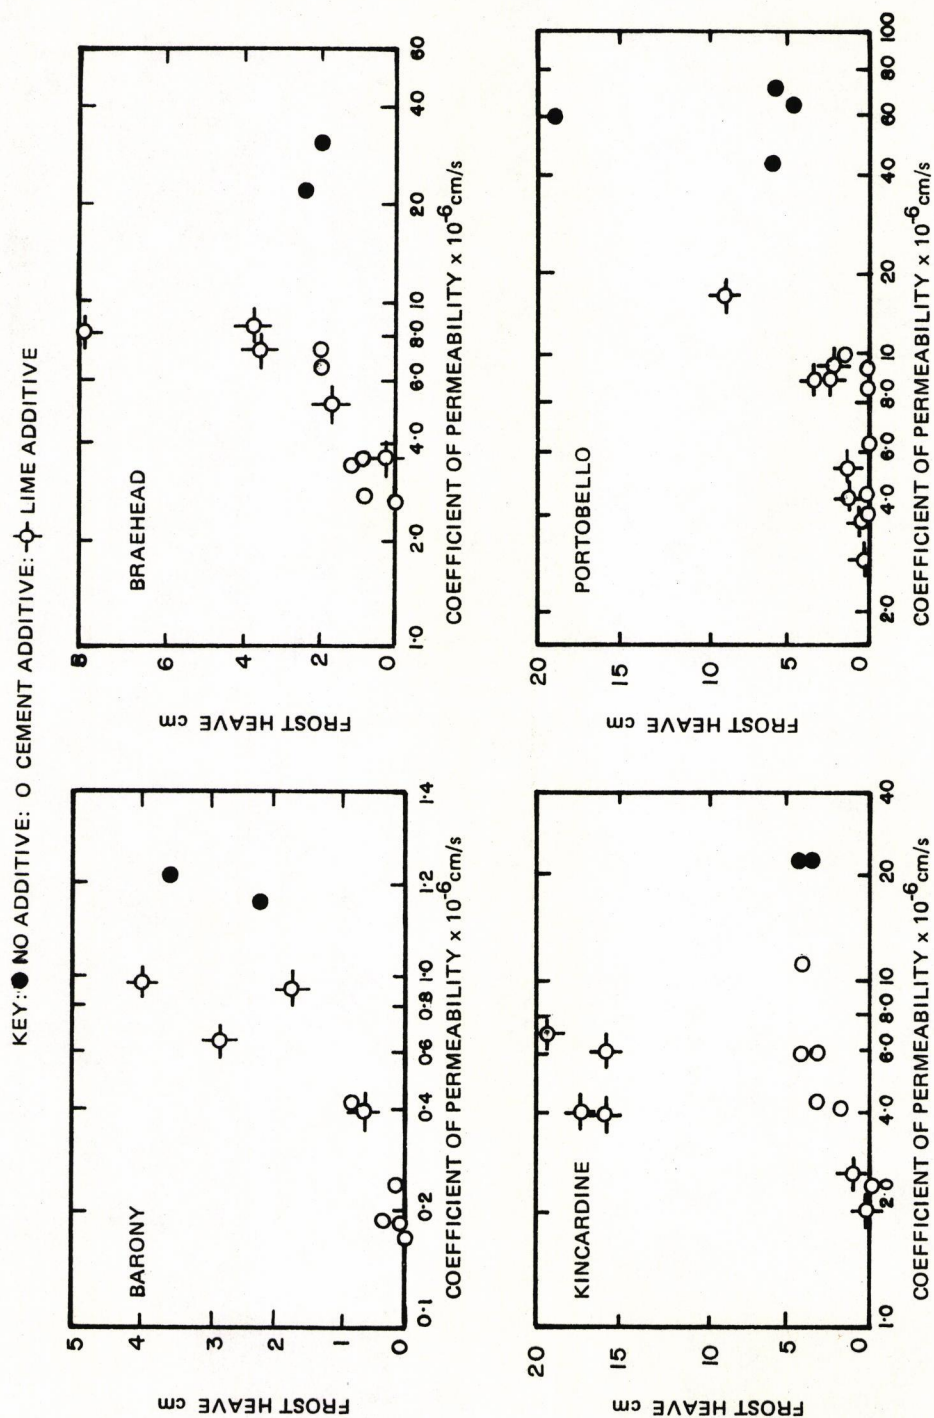 KEY: ● NO ADDITIVE: O CEMENT ADDITIVE: LIME ADDITIVE
BARONY
FROST HEAVE cm
5
4
3
2
1
0
0·1 0·2 0·4 0·6 0·8 1·0 1·2 1·4
COEFFICIENT OF PERMEABILITY x 10⁻⁶cm/s
BRAEHEAD
FROST HEAVE cm
8
6
4
2
0
1·0 2·0 4·0 6·0 8·0 10 20 40 60
COEFFICIENT OF PERMEABILITY x 10⁻⁶cm/s
KINCARDINE
FROST HEAVE cm
20
15
10
5
0
1·0 2·0 4·0 6·0 8·0 10 20 40
COEFFICIENT OF PERMEABILITY x 10⁻⁶cm/s
PORTOBELLO
FROST HEAVE cm
20
15
10
5
0
2·0 4·0 6·0 8·0 10 20 40 60 80 100
COEFFICIENT OF PERMEABILITY x 10⁻⁶cm/s